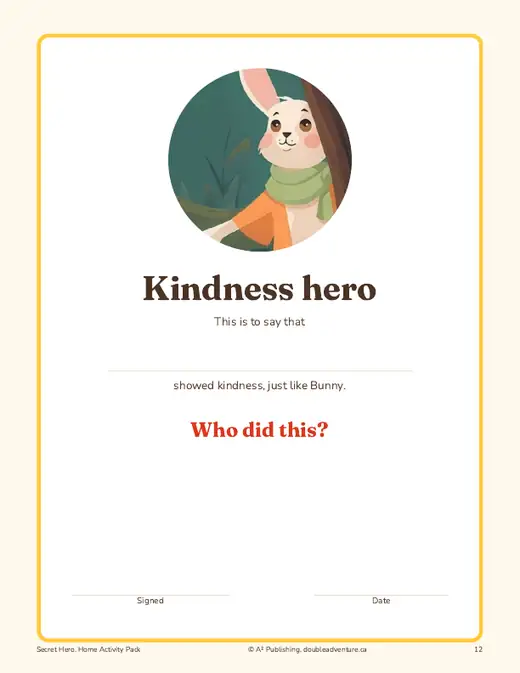 Kindness hero
This is to say that
showed kindness, just like Bunny.
Who did this?
Signed
Date
Secret Hero. Home Activity Pack
© A² Publishing, doubleadventure.ca
12